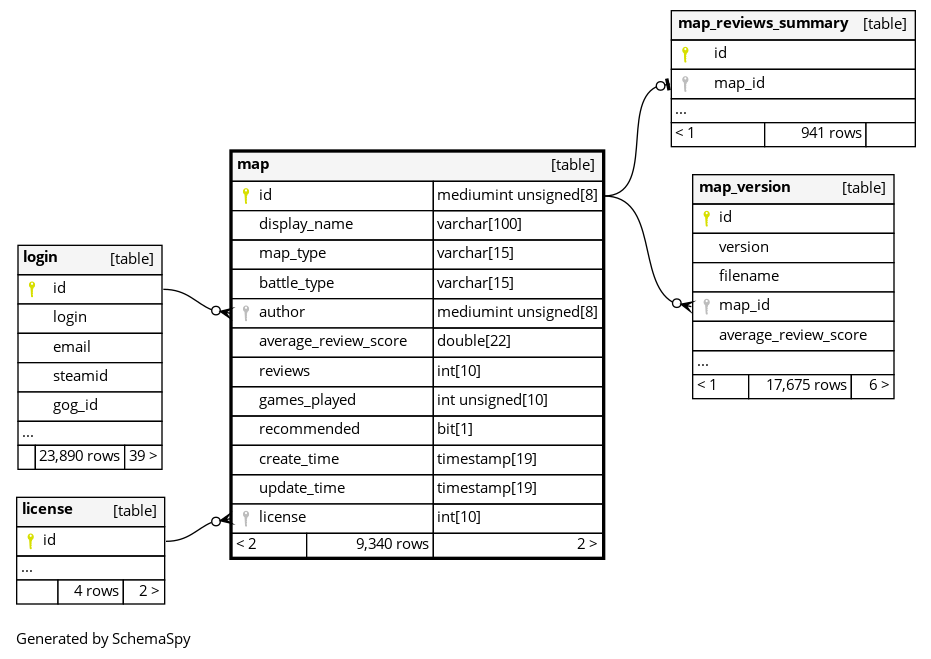 map_reviews_summary [table]
id
map_id
...
< 1 941 rows
map [table]
id mediumint unsigned[8]
display_name varchar[100]
map_type varchar[15]
battle_type varchar[15]
author mediumint unsigned[8]
average_review_score double[22]
reviews int[10]
games_played int unsigned[10]
recommended bit[1]
create_time timestamp[19]
update_time timestamp[19]
license int[10]
< 2 9,340 rows 2 >
map_version [table]
id
version
filename
map_id
average_review_score
...
< 1 17,675 rows 6 >
login [table]
id
login
email
steamid
gog_id
...
23,890 rows 39 >
license [table]
id
...
4 rows 2 >
Generated by SchemaSpy